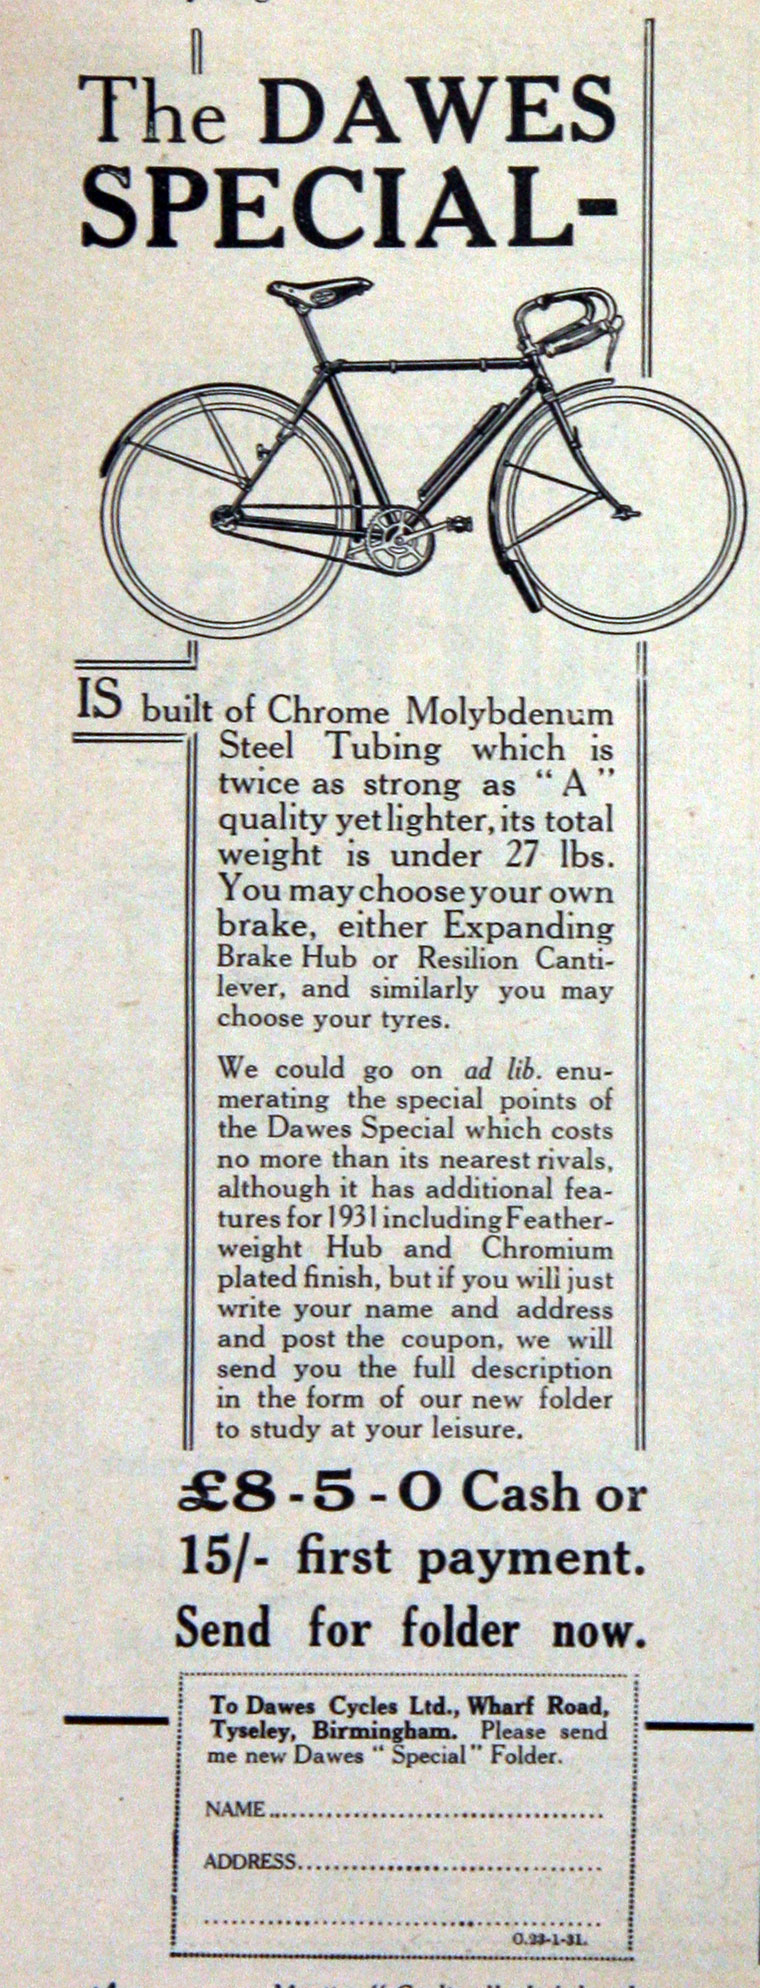 The DAWES
SPECIAL-
IS built of Chrome Molybdenum
Steel Tubing which is
twice as strong as “A”
quality yet lighter, its total
weight is under 27 lbs.
You may choose your own
brake, either Expanding
Brake Hub or Resilion Canti-
lever, and similarly you may
choose your tyres.
We could go on ad lib. enu-
merating the special points of
the Dawes Special which costs
no more than its nearest rivals,
although it has additional fea-
tures for 1931 including Feather-
weight Hub and Chromium
plated finish, but if you will just
write your name and address
and post the coupon, we will
send you the full description
in the form of our new folder
to study at your leisure.
£8-5-0 Cash or
15/- first payment.
Send for folder now.
To Dawes Cycles Ltd., Wharf Road,
Tyseley, Birmingham. Please send
me new Dawes “Special” Folder.
NAME
ADDRESS
C.23-1-31.